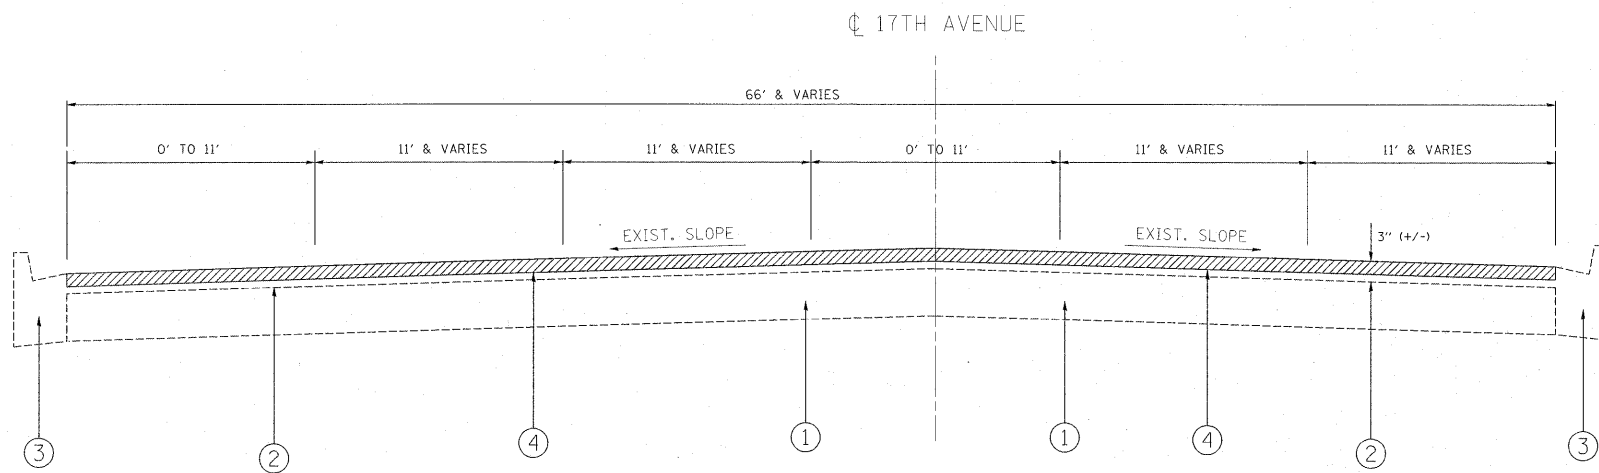 ℄ 17TH AVENUE
66' & VARIES
0' TO 11'
11' & VARIES
11' & VARIES
0' TO 11'
11' & VARIES
11' & VARIES
EXIST. SLOPE
EXIST. SLOPE
3" (+/-)
3
2
4
1
1
4
2
3